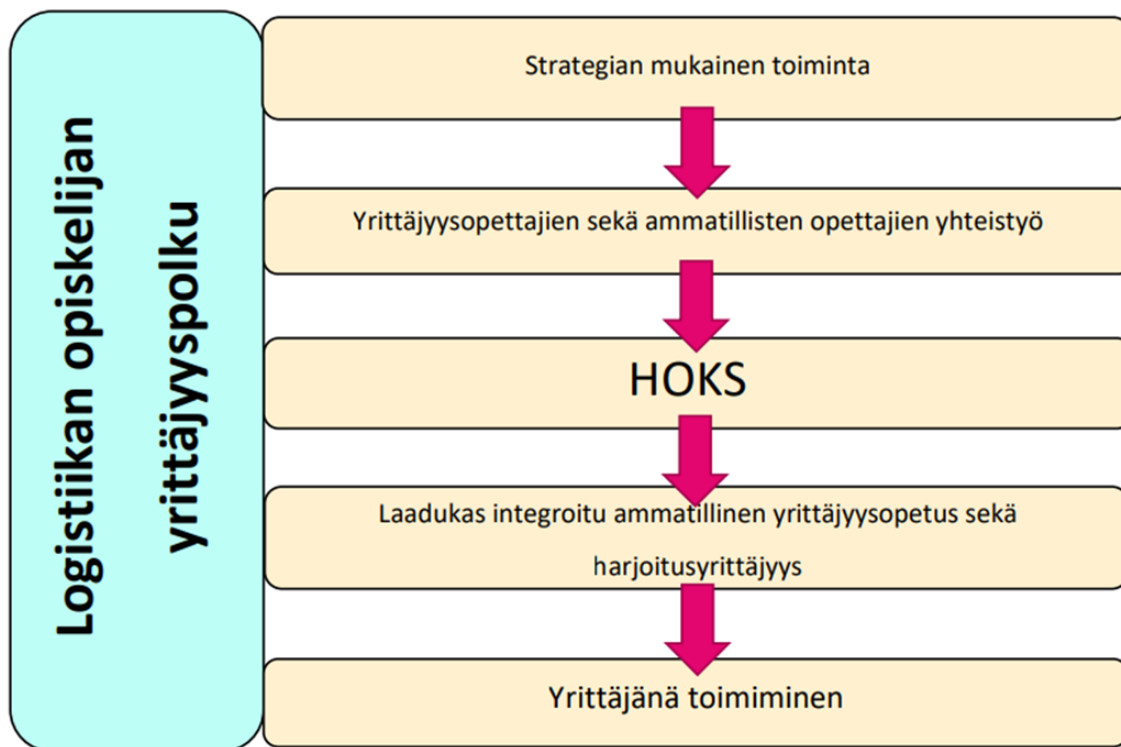 Logistiikan opiskelijan
yrittäjyyspolku
Strategian mukainen toiminta
Yrittäjyysopettajien sekä ammatillisten opettajien yhteistyö
HOKS
Laadukas integroitu ammatillinen yrittäjyysopetus sekä
harjoitusyrittäjyys
Yrittäjänä toimiminen